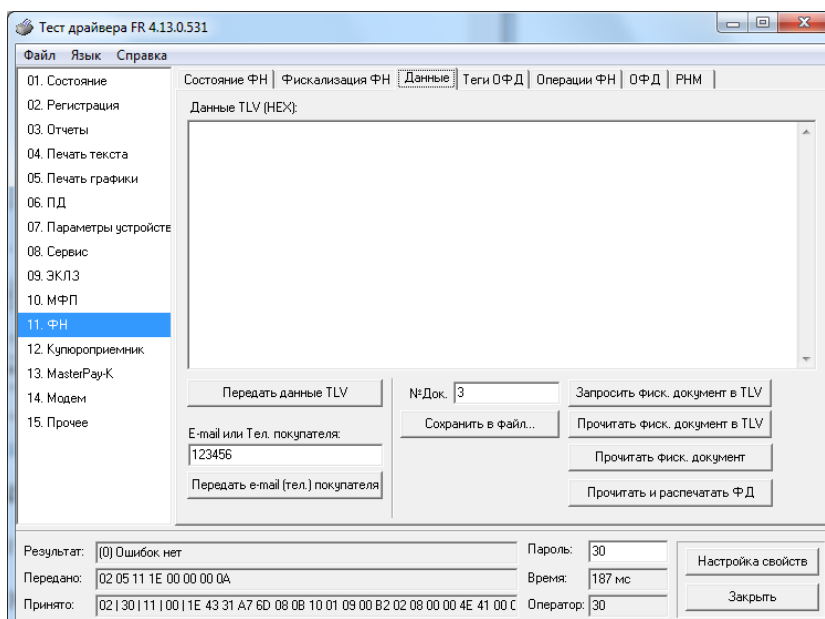 Тест драйвера FR 4.13.0.531
Файл Язык Справка
01. Состояние
02. Регистрация
03. Отчеты
04. Печать текста
05. Печать графики
06. ПД
07. Параметры устройств
08. Сервис
09. ЭКЛЗ
10. МФП
11. ФН
12. Купюроприемник
13. MasterPay-K
14. Модем
15. Прочее
Состояние ФН Фискализация ФН Данные Теги ОФД Операции ФН ОФД РНМ
Данные TLV (HEX):
Передать данные TLV
E-mail или Тел. покупателя:
123456
Передать e-mail (тел.) покупателя
№Док. 3
Сохранить в файл...
Запросить фиск. документ в TLV
Прочитать фиск. документ в TLV
Прочитать фиск. документ
Прочитать и распечатать ФД
Результат: (0) Ошибок нет
Передано: 02 05 11 1E 00 00 00 0A
Принято: 02 | 30 | 11 | 00 | 1E 43 31 A7 6D 08 0B 10 01 09 00 B2 02 08 00 00 4E 41 00
Пароль: 30
Время: 187 мс
Оператор: 30
Настройка свойств
Закрыть